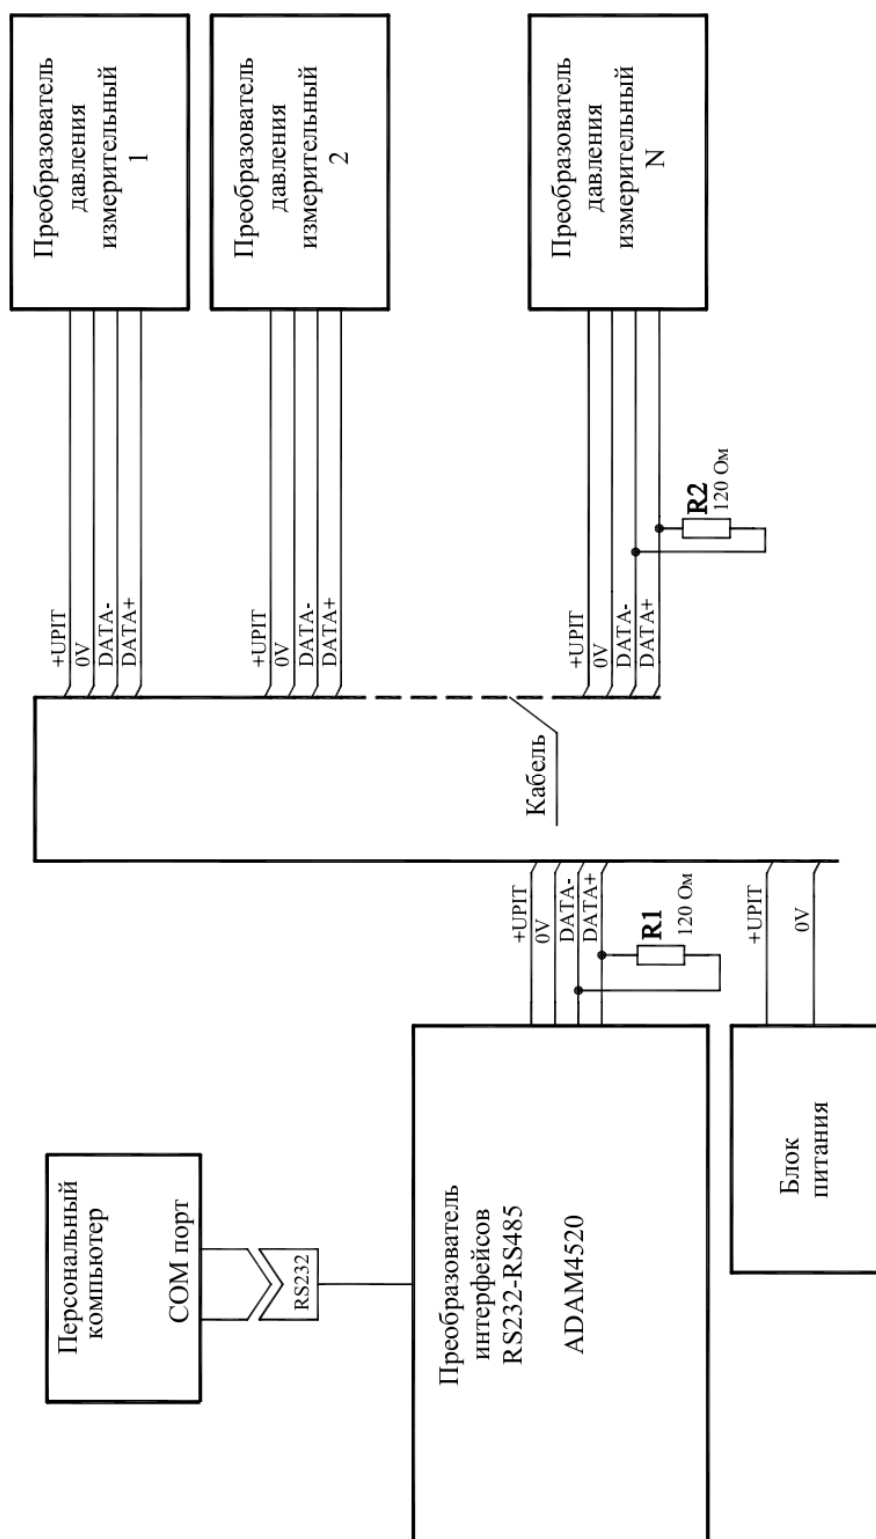 Персональный
компьютер
COM порт
RS232
Преобразователь
интерфейсов
RS232-RS485
ADAM4520
Блок
питания
+UPIT
0V
DATA-
DATA+
R1
120 Ом
+UPIT
0V
Кабель
+UPIT
0V
DATA-
DATA+
+UPIT
0V
DATA-
DATA+
+UPIT
0V
DATA-
DATA+
R2
120 Ом
Преобразователь
давления
измерительный
1
Преобразователь
давления
измерительный
2
Преобразователь
давления
измерительный
N